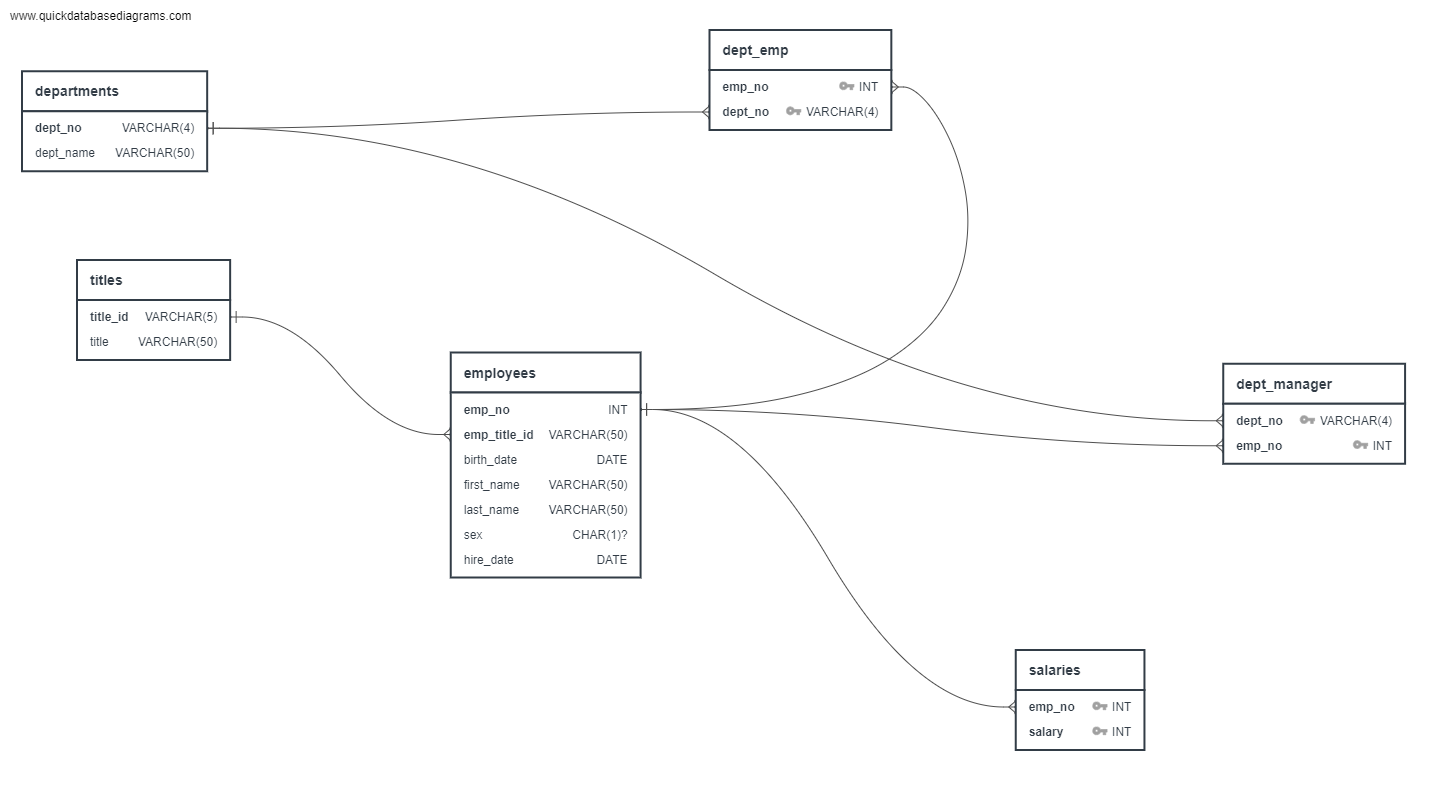 www.quickdatabasediagrams.com
dept_emp
emp_no INT
dept_no VARCHAR(4)
departments
dept_no VARCHAR(4)
dept_name VARCHAR(50)
titles
title_id VARCHAR(5)
title VARCHAR(50)
employees
emp_no INT
emp_title_id VARCHAR(50)
birth_date DATE
first_name VARCHAR(50)
last_name VARCHAR(50)
sex CHAR(1)?
hire_date DATE
dept_manager
dept_no VARCHAR(4)
emp_no INT
salaries
emp_no INT
salary INT